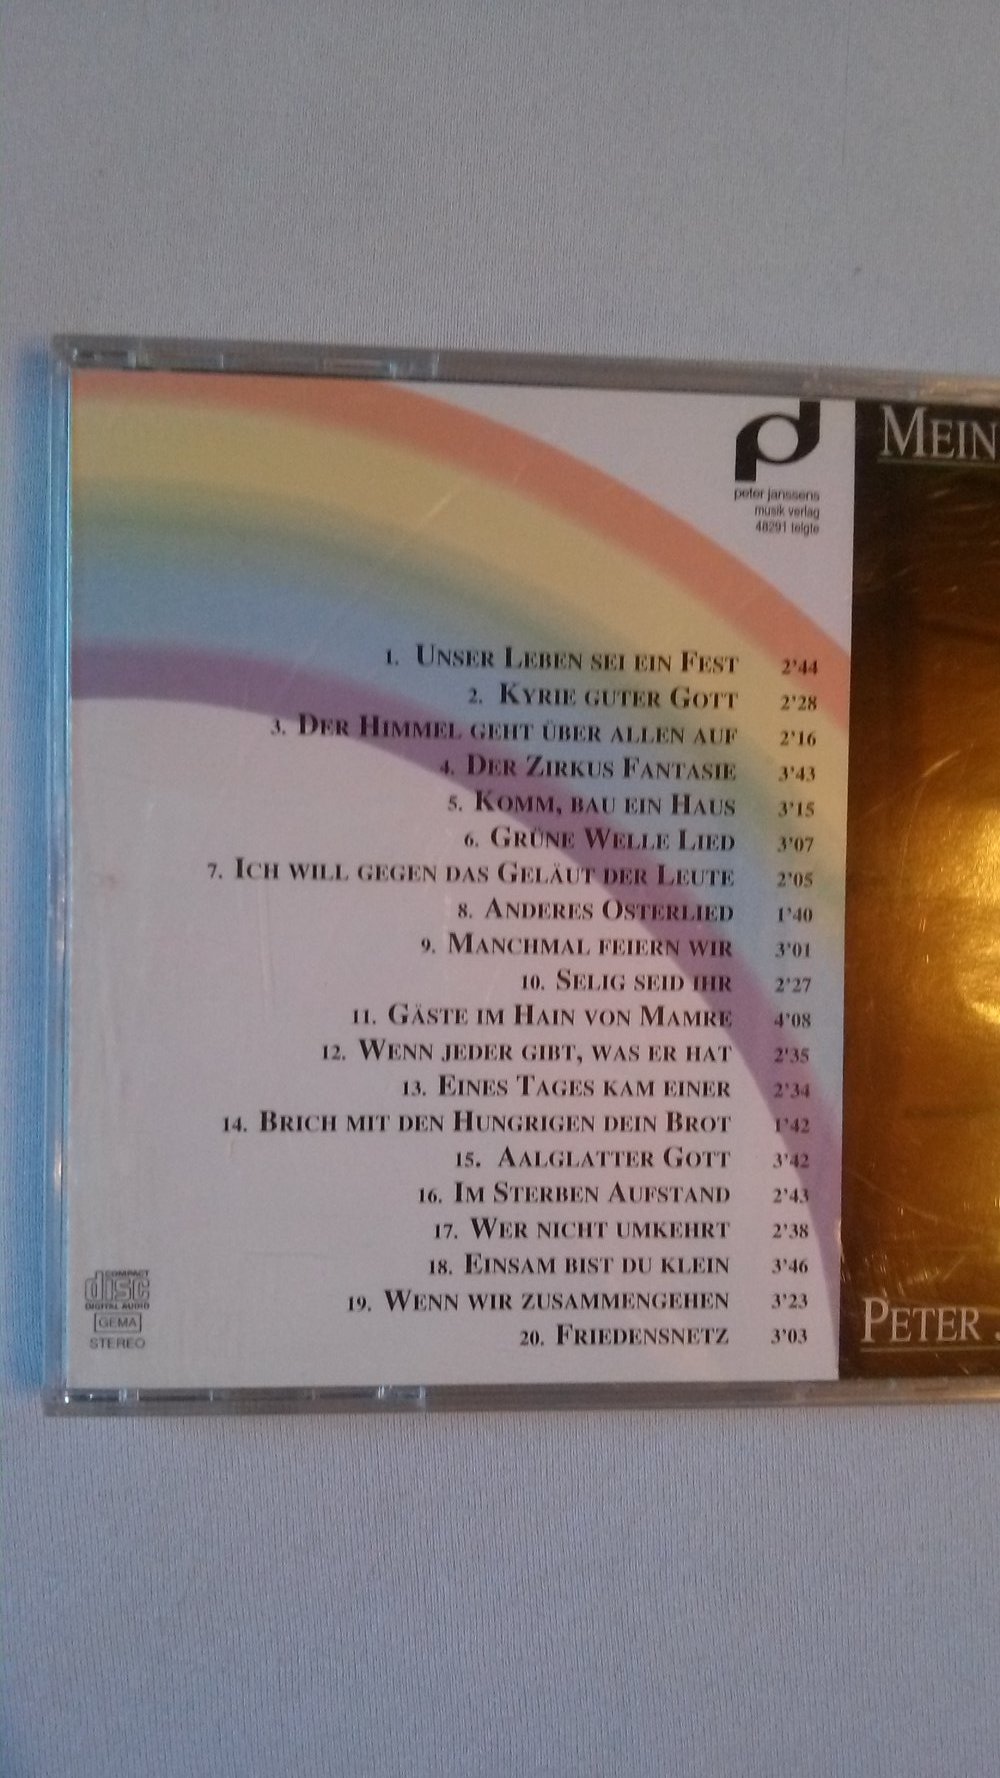 MEIN
peter janssens
musik verlag
48291 telgte
1. UNSER LEBEN SEI EIN FEST 2'44
2. KYRIE GUTER GOTT 2'28
3. DER HIMMEL GEHT ÜBER ALLEN AUF 2'16
4. DER ZIRKUS FANTASIE 3'43
5. KOMM, BAU EIN HAUS 3'15
6. GRÜNE WELLE LIED 3'07
7. ICH WILL GEGEN DAS GELÄUT DER LEUTE 2'05
8. ANDERES OSTERLIED 1'40
9. MANCHMAL FEIERN WIR 3'01
10. SELIG SEID IHR 2'27
11. GÄSTE IM HAIN VON MAMRE 4'08
12. WENN JEDER GIBT, WAS ER HAT 2'35
13. EINES TAGES KAM EINER 2'34
14. BRICH MIT DEN HUNGRIGEN DEIN BROT 1'42
15. AALGLATTER GOTT 3'42
16. IM STERBEN AUFSTAND 2'43
17. WER NICHT UMKEHRT 2'38
18. EINSAM BIST DU KLEIN 3'46
19. WENN WIR ZUSAMMENGEHEN 3'23
20. FRIEDENSNETZ 3'03
COMPACT
disc
DIGITAL AUDIO
GEMA
STEREO
PETER